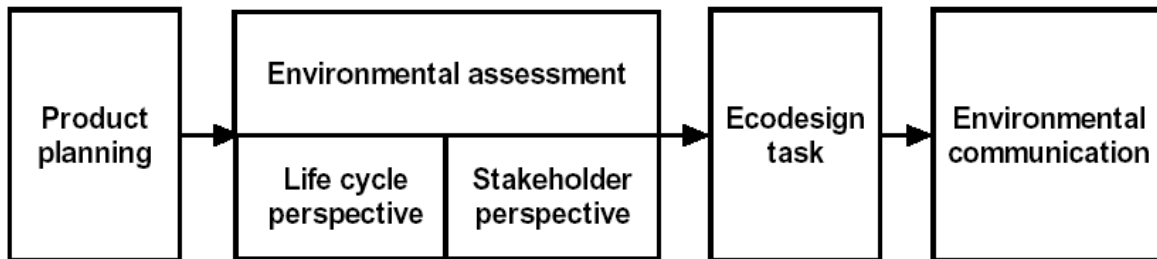 Product
planning
Environmental assessment
Life cycle
perspective
Stakeholder
perspective
Ecodesign
task
Environmental
communication